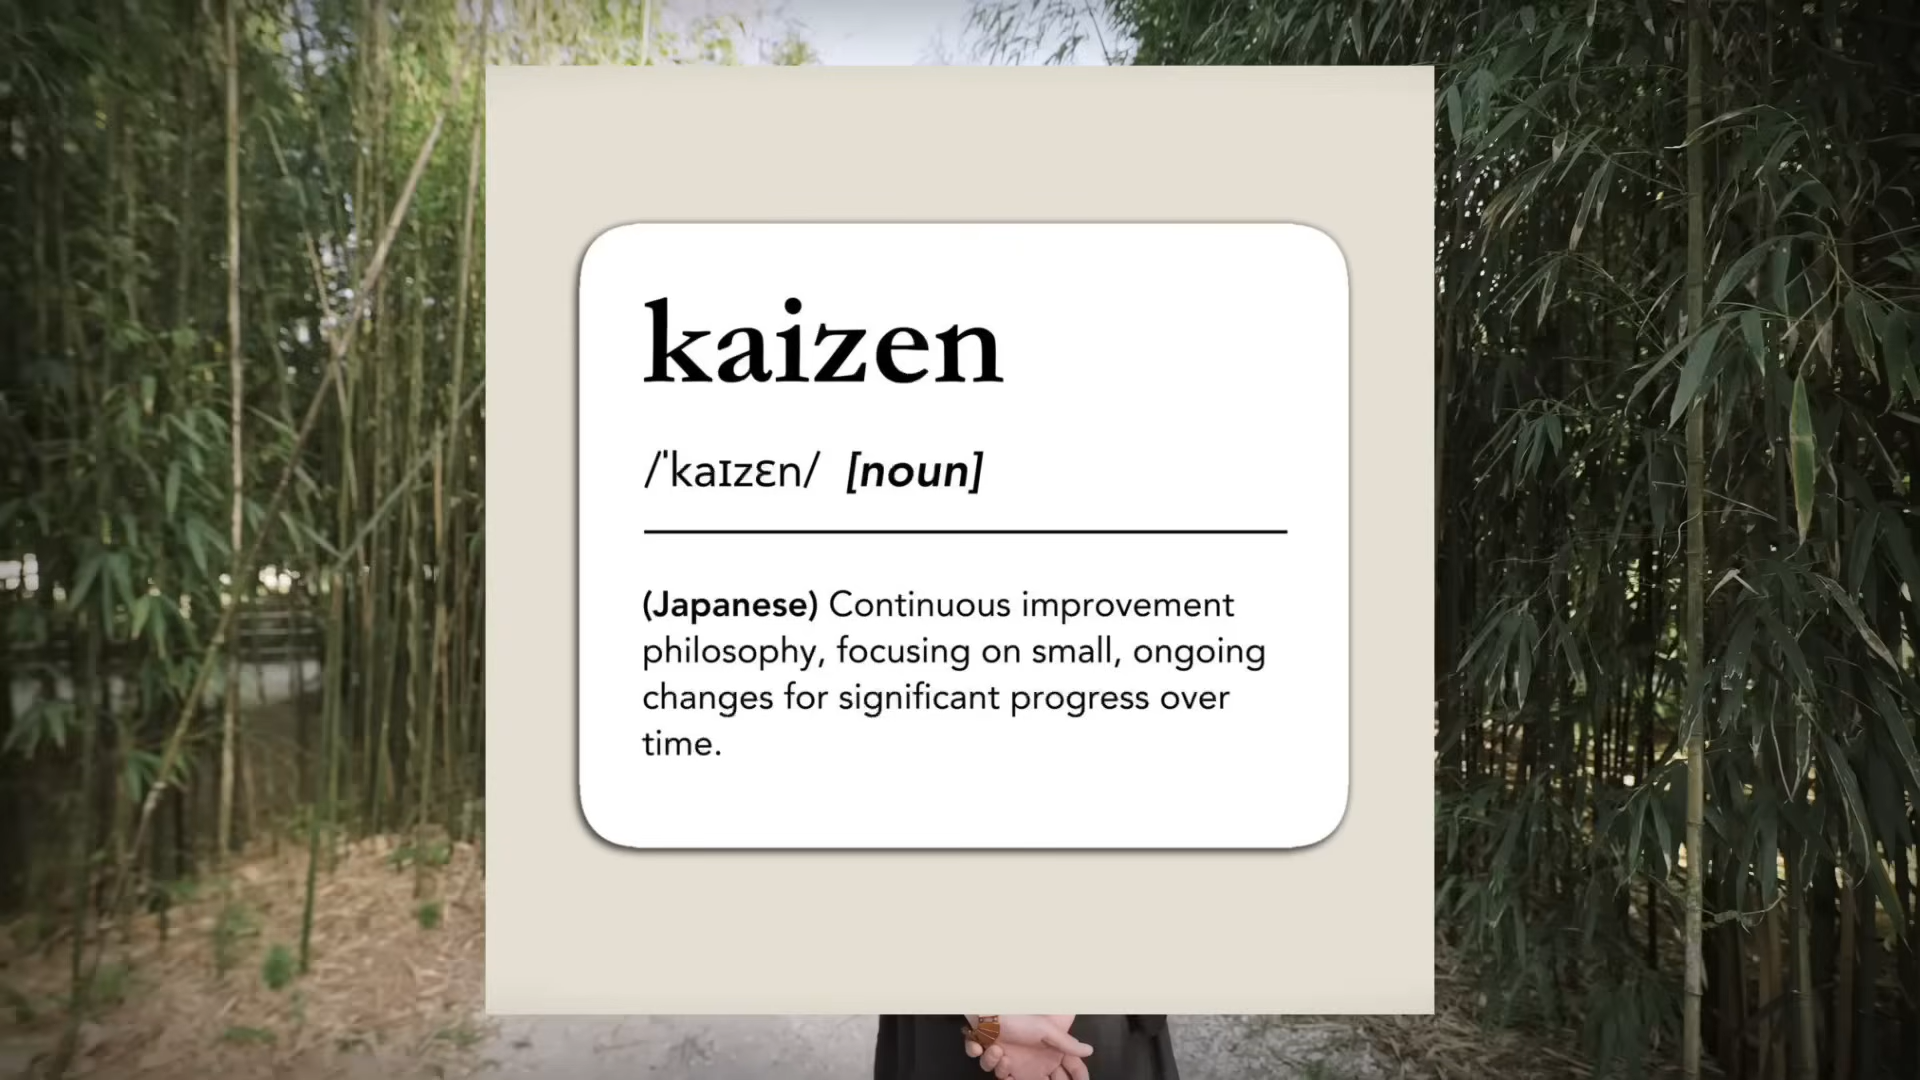 kaizen
/ˈkaɪzɛn/ [noun]
(Japanese) Continuous improvement
philosophy, focusing on small, ongoing
changes for significant progress over
time.